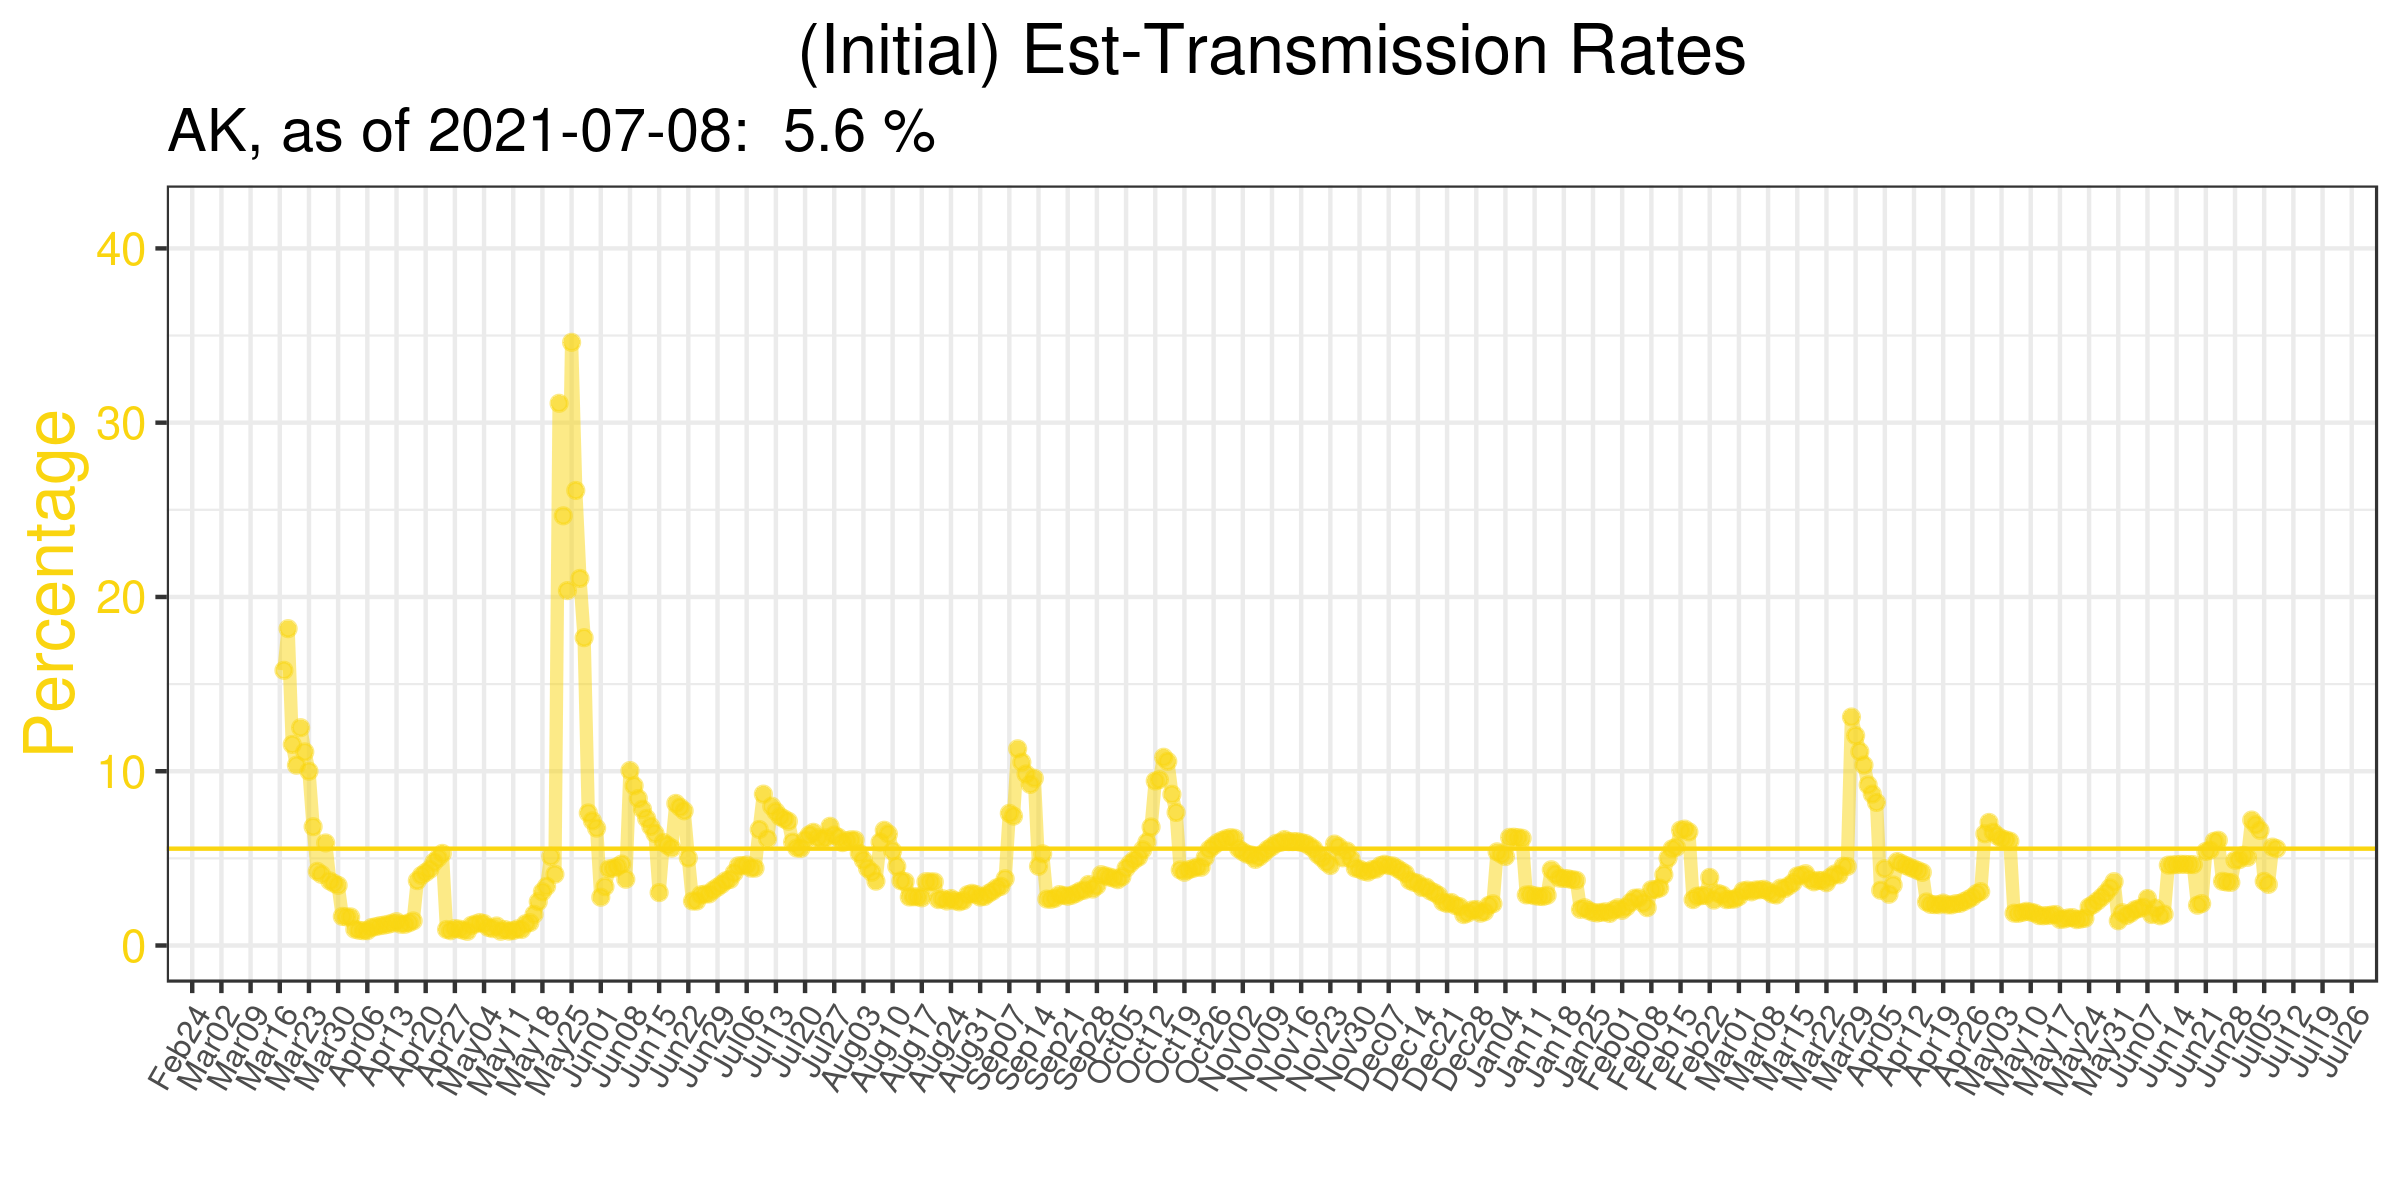 (Initial) Est-Transmission Rates
AK, as of 2021-07-08:  5.6 %
Percentage
40
30
20
10
0
Feb24
Mar02
Mar09
Mar16
Mar23
Mar30
Apr06
Apr13
Apr20
Apr27
May04
May11
May18
May25
Jun01
Jun08
Jun15
Jun22
Jun29
Jul06
Jul13
Jul20
Jul27
Aug03
Aug10
Aug17
Aug24
Aug31
Sep07
Sep14
Sep21
Sep28
Oct05
Oct12
Oct19
Oct26
Nov02
Nov09
Nov16
Nov23
Nov30
Dec07
Dec14
Dec21
Dec28
Jan04
Jan11
Jan18
Jan25
Feb01
Feb08
Feb15
Feb22
Mar01
Mar08
Mar15
Mar22
Mar29
Apr05
Apr12
Apr19
Apr26
May03
May10
May17
May24
May31
Jun07
Jun14
Jun21
Jun28
Jul05
Jul12
Jul19
Jul26